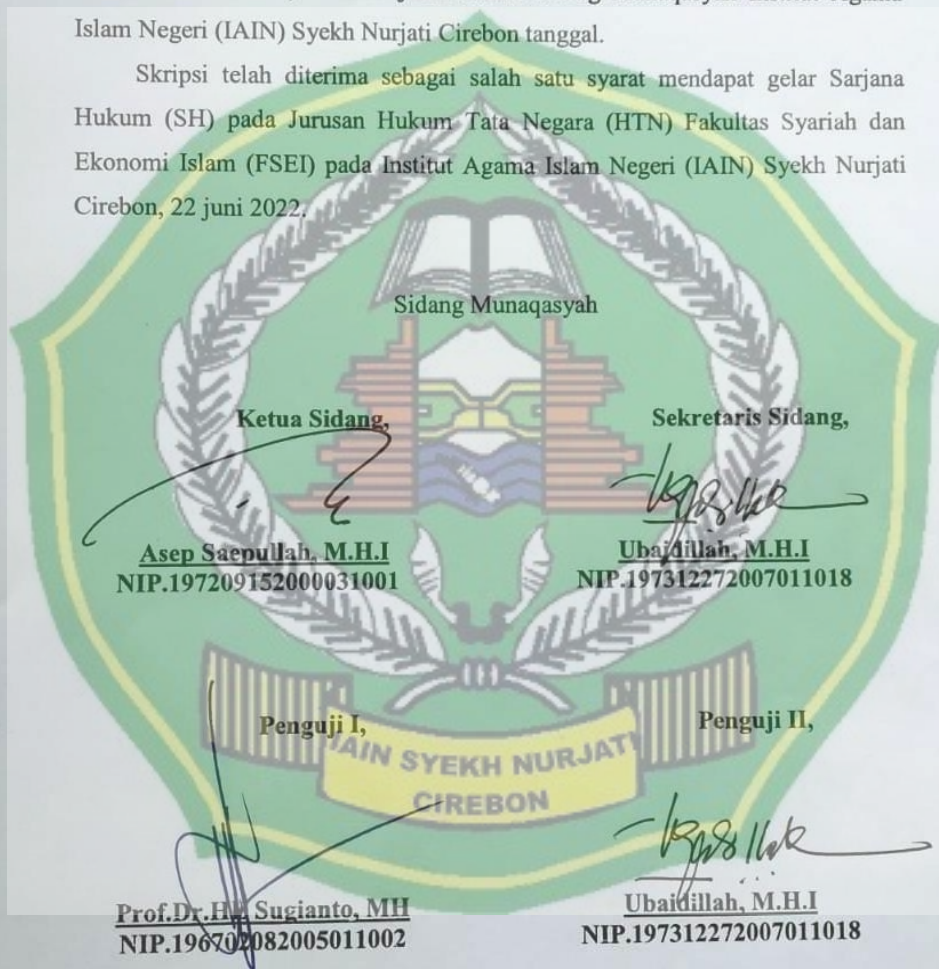 Islam Negeri (IAIN) Syekh Nurjati Cirebon tanggal.
Skripsi telah diterima sebagai salah satu syarat mendapat gelar Sarjana
Hukum (SH) pada Jurusan Hukum Tata Negara (HTN) Fakultas Syariah dan
Ekonomi Islam (FSEI) pada Institut Agama Islam Negeri (IAIN) Syekh Nurjati
Cirebon, 22 juni 2022.
Sidang Munaqasyah
Ketua Sidang,
Sekretaris Sidang,
Asep Saepullah, M.H.I
NIP.197209152000031001
Ubaidillah, M.H.I
NIP.197312272007011018
Penguji I,
Penguji II,
IAIN SYEKH NURJATI
CIREBON
Prof.Dr. Sugianto, MH
NIP.196702082005011002
Ubaidillah, M.H.I
NIP.197312272007011018